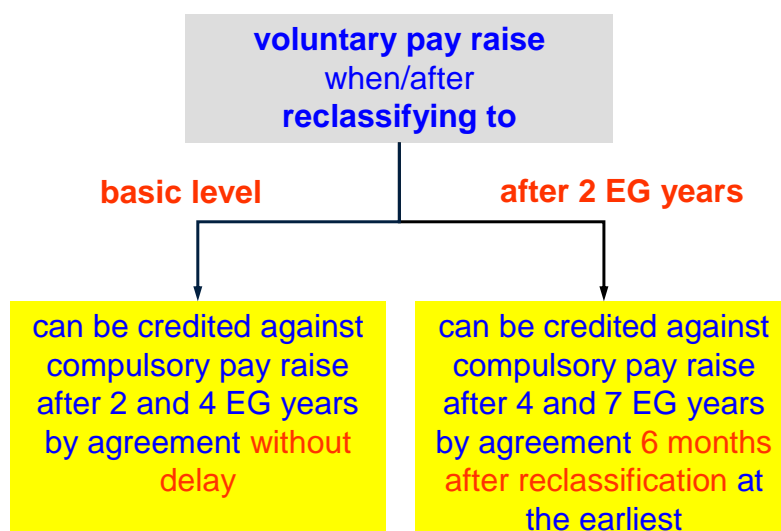 voluntary pay raise
when/after
reclassifying to
basic level
after 2 EG years
can be credited against
compulsory pay raise
after 2 and 4 EG years
by agreement without
delay
can be credited against
compulsory pay raise
after 4 and 7 EG years
by agreement 6 months
after reclassification at
the earliest